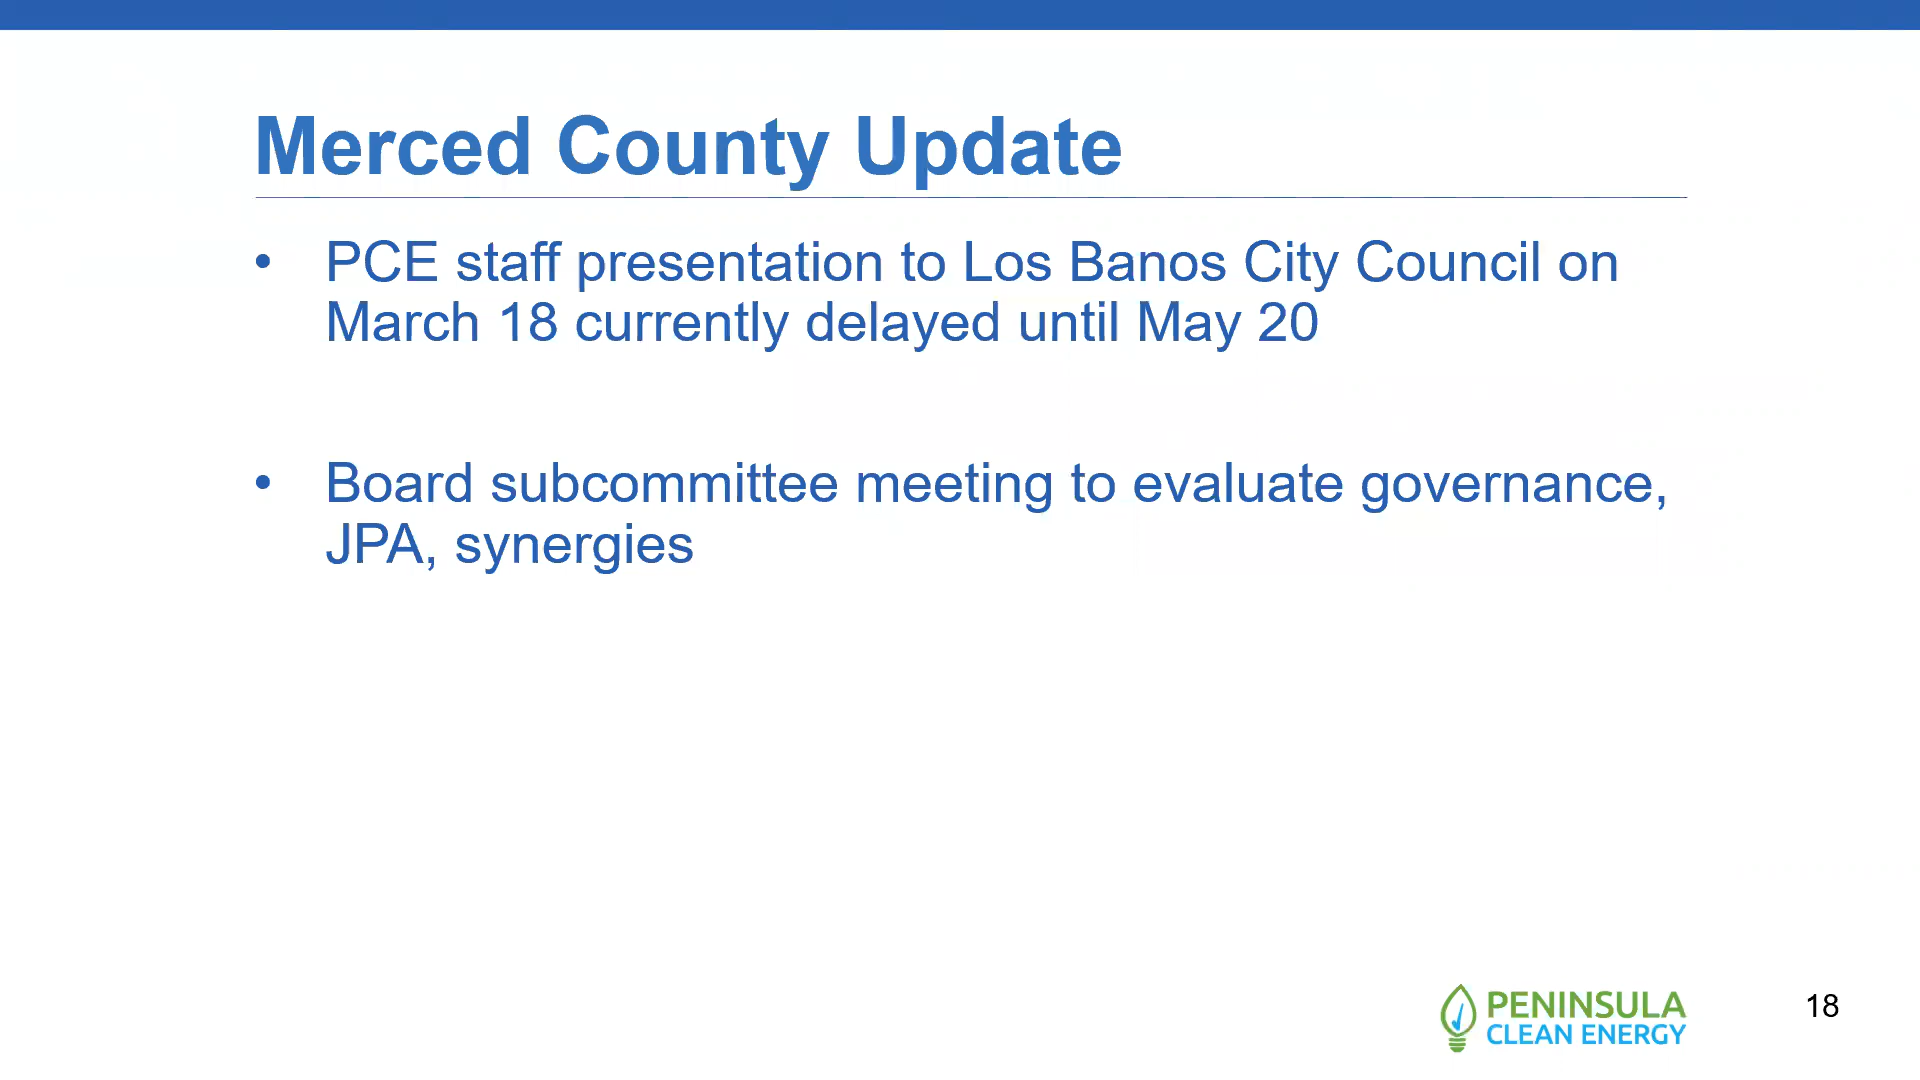 Merced County Update
• PCE staff presentation to Los Banos City Council on
March 18 currently delayed until May 20
• Board subcommittee meeting to evaluate governance,
JPA, synergies
PENINSULA
CLEAN ENERGY
18